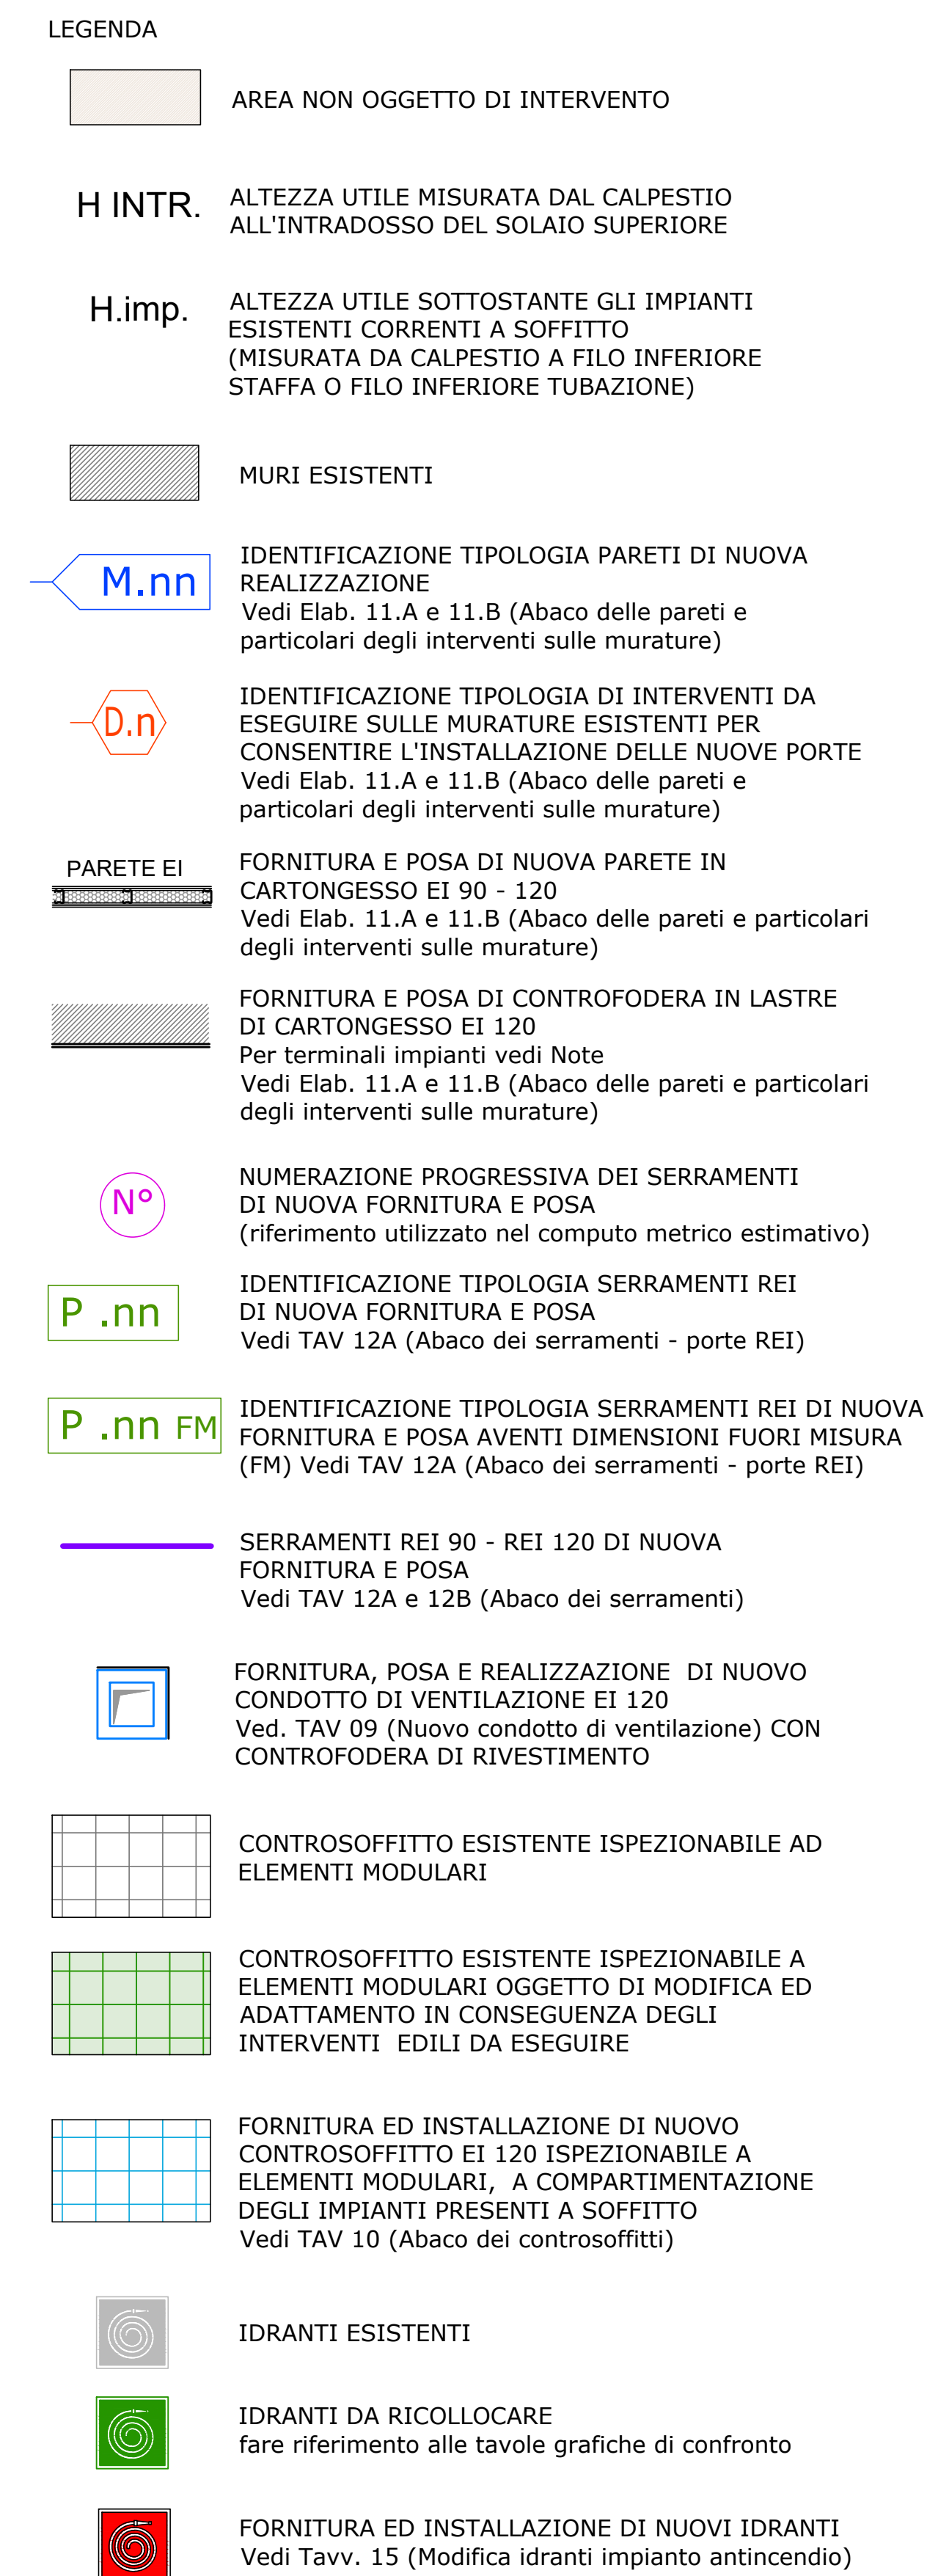 LEGENDA
AREA NON OGGETTO DI INTERVENTO
H INTR.
ALTEZZA UTILE MISURATA DAL CALPESTIO
ALL'INTRADOSSO DEL SOLAIO SUPERIORE
H.imp.
ALTEZZA UTILE SOTTOSTANTE GLI IMPIANTI
ESISTENTI CORRENTI A SOFFITTO
(MISURATA DA CALPESTIO A FILO INFERIORE
STAFFA O FILO INFERIORE TUBAZIONE)
MURI ESISTENTI
M.nn
IDENTIFICAZIONE TIPOLOGIA PARETI DI NUOVA
REALIZZAZIONE
Vedi Elab. 11.A e 11.B (Abaco delle pareti e
particolari degli interventi sulle murature)
D.n
IDENTIFICAZIONE TIPOLOGIA DI INTERVENTI DA
ESEGUIRE SULLE MURATURE ESISTENTI PER
CONSENTIRE L'INSTALLAZIONE DELLE NUOVE PORTE
Vedi Elab. 11.A e 11.B (Abaco delle pareti e
particolari degli interventi sulle murature)
PARETE EI
FORNITURA E POSA DI NUOVA PARETE IN
CARTONGESSO EI 90 - 120
Vedi Elab. 11.A e 11.B (Abaco delle pareti e particolari
degli interventi sulle murature)
FORNITURA E POSA DI CONTROFODERA IN LASTRE
DI CARTONGESSO EI 120
Per terminali impianti vedi Note
Vedi Elab. 11.A e 11.B (Abaco delle pareti e particolari
degli interventi sulle murature)
N°
NUMERAZIONE PROGRESSIVA DEI SERRAMENTI
DI NUOVA FORNITURA E POSA
(riferimento utilizzato nel computo metrico estimativo)
P .nn
IDENTIFICAZIONE TIPOLOGIA SERRAMENTI REI
DI NUOVA FORNITURA E POSA
Vedi TAV 12A (Abaco dei serramenti - porte REI)
P .nn FM
IDENTIFICAZIONE TIPOLOGIA SERRAMENTI REI DI NUOVA
FORNITURA E POSA AVENTI DIMENSIONI FUORI MISURA
(FM) Vedi TAV 12A (Abaco dei serramenti - porte REI)
SERRAMENTI REI 90 - REI 120 DI NUOVA
FORNITURA E POSA
Vedi TAV 12A e 12B (Abaco dei serramenti)
FORNITURA, POSA E REALIZZAZIONE  DI NUOVO
CONDOTTO DI VENTILAZIONE EI 120
Ved. TAV 09 (Nuovo condotto di ventilazione) CON
CONTROFODERA DI RIVESTIMENTO
CONTROSOFFITTO ESISTENTE ISPEZIONABILE AD
ELEMENTI MODULARI
CONTROSOFFITTO ESISTENTE ISPEZIONABILE A
ELEMENTI MODULARI OGGETTO DI MODIFICA ED
ADATTAMENTO IN CONSEGUENZA DEGLI
INTERVENTI  EDILI DA ESEGUIRE
FORNITURA ED INSTALLAZIONE DI NUOVO
CONTROSOFFITTO EI 120 ISPEZIONABILE A
ELEMENTI MODULARI,  A COMPARTIMENTAZIONE
DEGLI IMPIANTI PRESENTI A SOFFITTO
Vedi TAV 10 (Abaco dei controsoffitti)
IDRANTI ESISTENTI
IDRANTI DA RICOLLOCARE
fare riferimento alle tavole grafiche di confronto
FORNITURA ED INSTALLAZIONE DI NUOVI IDRANTI
Vedi Tavv. 15 (Modifica idranti impianto antincendio)